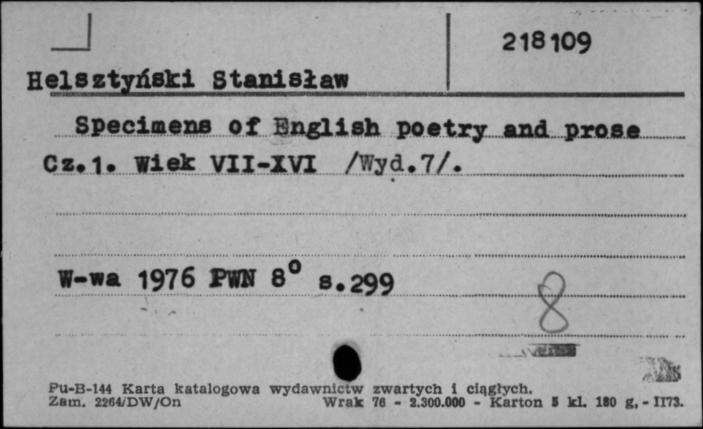 218109
Helsztyński Stanisław
Specimens of English poetry and prose
Cz.1. Wiek VII-XVI /Wyd.7/.
W-wa 1976 PWN 8° s.299
8
Pu-B-144 Karta katalogowa wydawnictw zwartych i ciągłych.
Zam. 2264/DW/On Wrak 76 - 2.300.000 - Karton 5 kl. 180 g, - II73.